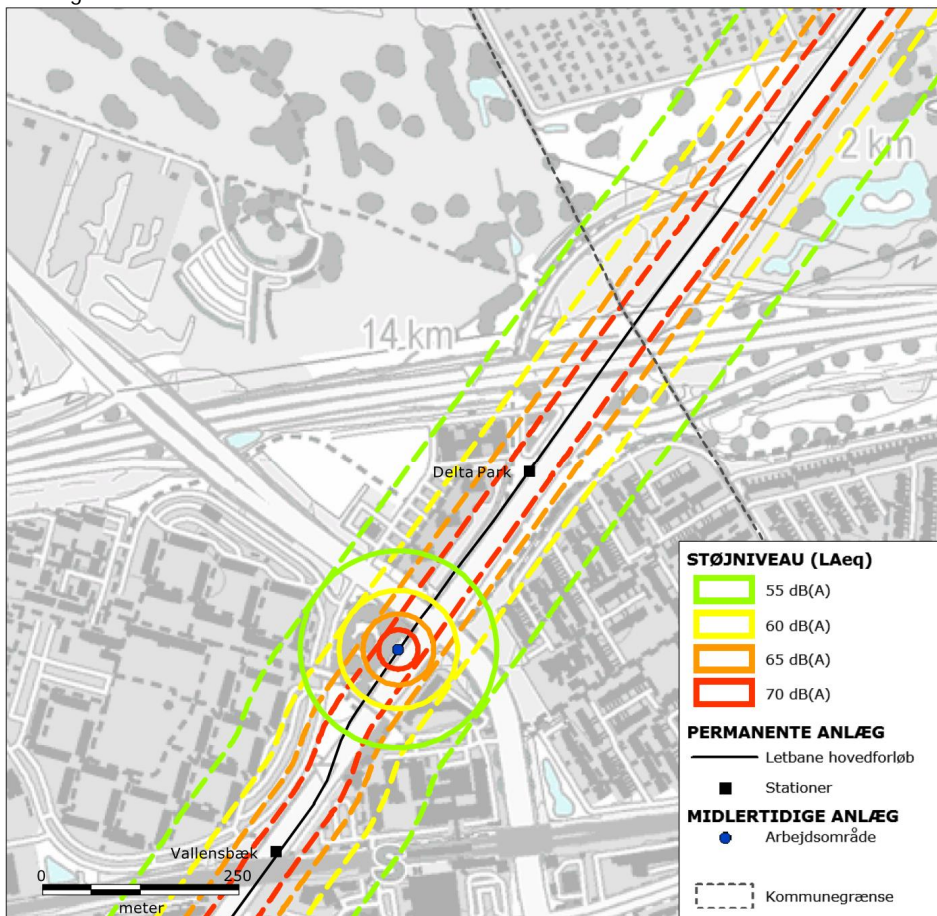 2 km
14 km
Delta Park
STØJNIVEAU (LAeq)
55 dB(A)
60 dB(A)
65 dB(A)
70 dB(A)
PERMANENTE ANLÆG
Letbane hovedforløb
Stationer
MIDLERTIDIGE ANLÆG
Arbejdsområde
Kommunegrænse
Vallensbæk
0 250
meter